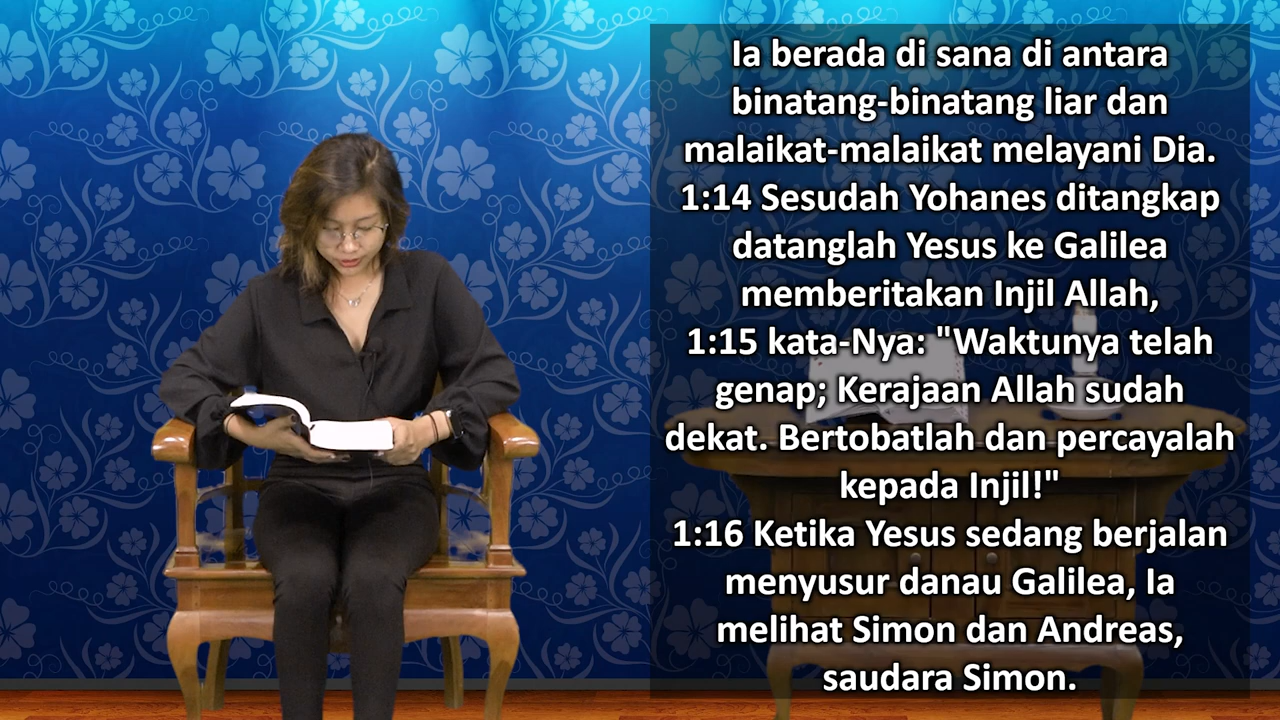 Ia berada di sana di antara
binatang-binatang liar dan
malaikat-malaikat melayani Dia.
1:14 Sesudah Yohanes ditangkap
datanglah Yesus ke Galilea
memberitakan Injil Allah,
1:15 kata-Nya: "Waktunya telah
genap; Kerajaan Allah sudah
dekat. Bertobatlah dan percayalah
kepada Injil!"
1:16 Ketika Yesus sedang berjalan
menyusur danau Galilea, Ia
melihat Simon dan Andreas,
saudara Simon.